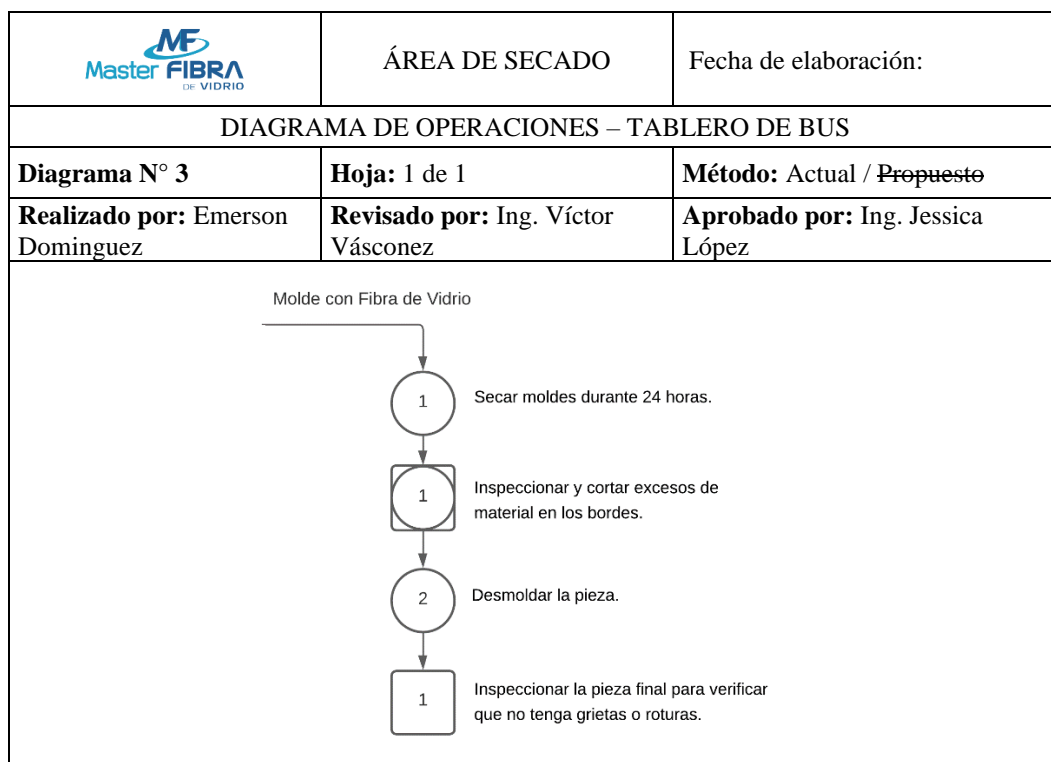 MF
Master FIBRA
DE VIDRIO
ÁREA DE SECADO
Fecha de elaboración:
DIAGRAMA DE OPERACIONES – TABLERO DE BUS
Diagrama N° 3
Hoja: 1 de 1
Método: Actual / Propuesto
Realizado por: Emerson
Dominguez
Revisado por: Ing. Víctor
Vásconez
Aprobado por: Ing. Jessica
López
Molde con Fibra de Vidrio
1
Secar moldes durante 24 horas.
1
Inspeccionar y cortar excesos de
material en los bordes.
2
Desmoldar la pieza.
1
Inspeccionar la pieza final para verificar
que no tenga grietas o roturas.